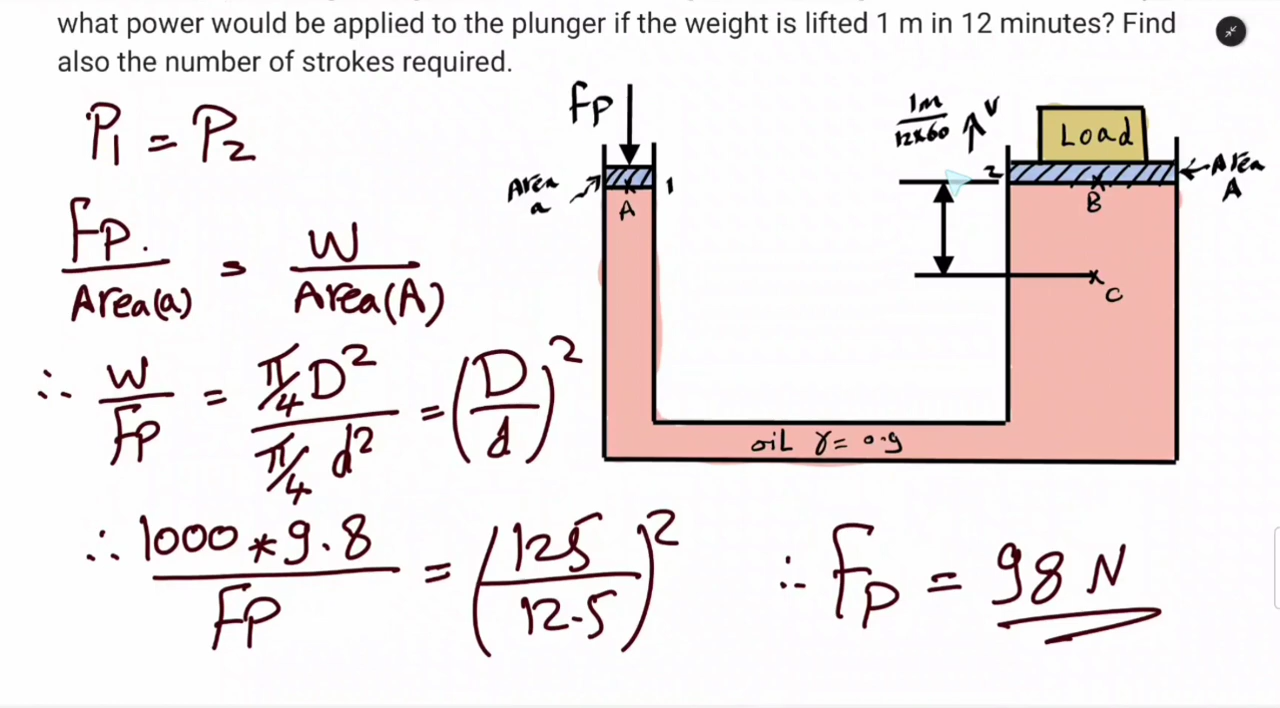 what power would be applied to the plunger if the weight is lifted 1 m in 12 minutes? Find
also the number of strokes required.
P₁ = P₂
Fp. / Area(a) = W / Area(A)
∴ W / Fp = π/4 D² / π/4 d² = (D / d)²
∴ 1000 * 9.8 / Fp = (125 / 12.5)²
∴ Fp = 98 N
Fp
1m / 12x60 V
Load
Area a
1
A
2
B
Area A
C
oil γ = 0.9